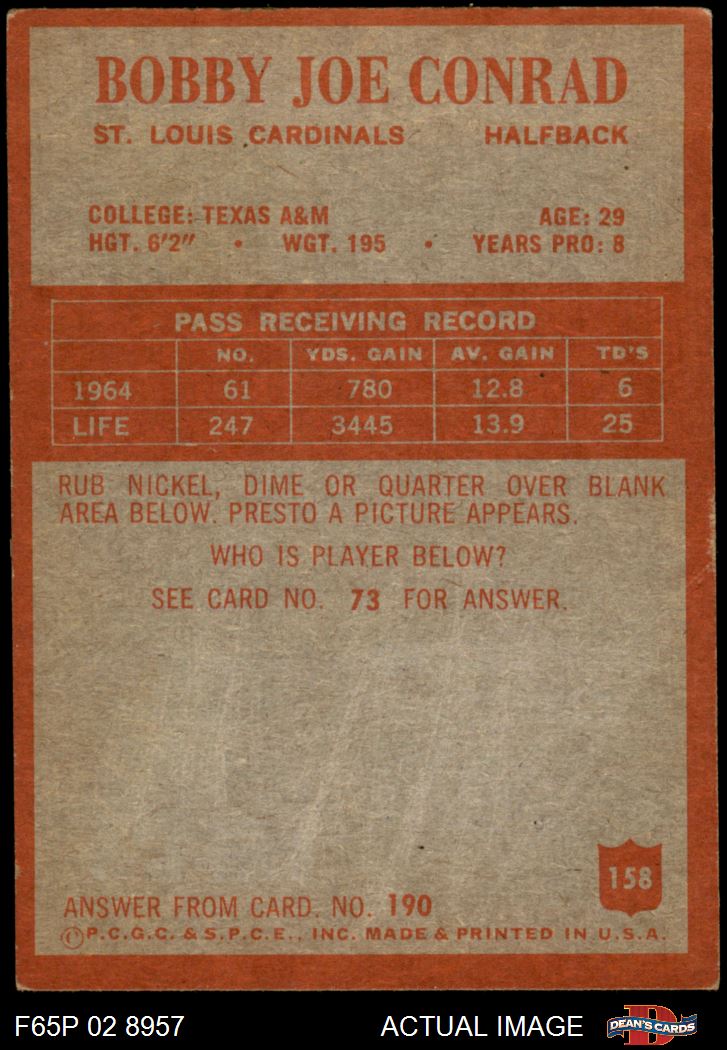 BOBBY JOE CONRAD
ST. LOUIS CARDINALS HALFBACK
COLLEGE: TEXAS A&M AGE: 29
HGT. 6'2" • WGT. 195 • YEARS PRO: 8
PASS RECEIVING RECORD
NO. YDS. GAIN AV. GAIN TD'S
1964 61 780 12.8 6
LIFE 247 3445 13.9 25
RUB NICKEL, DIME OR QUARTER OVER BLANK
AREA BELOW. PRESTO A PICTURE APPEARS.
WHO IS PLAYER BELOW?
SEE CARD NO. 73 FOR ANSWER.
158
ANSWER FROM CARD. NO. 190
©P.C.G.C. & S.P.C.E., INC. MADE & PRINTED IN U.S.A.
F65P 02 8957 ACTUAL IMAGE DEAN'S CARDS